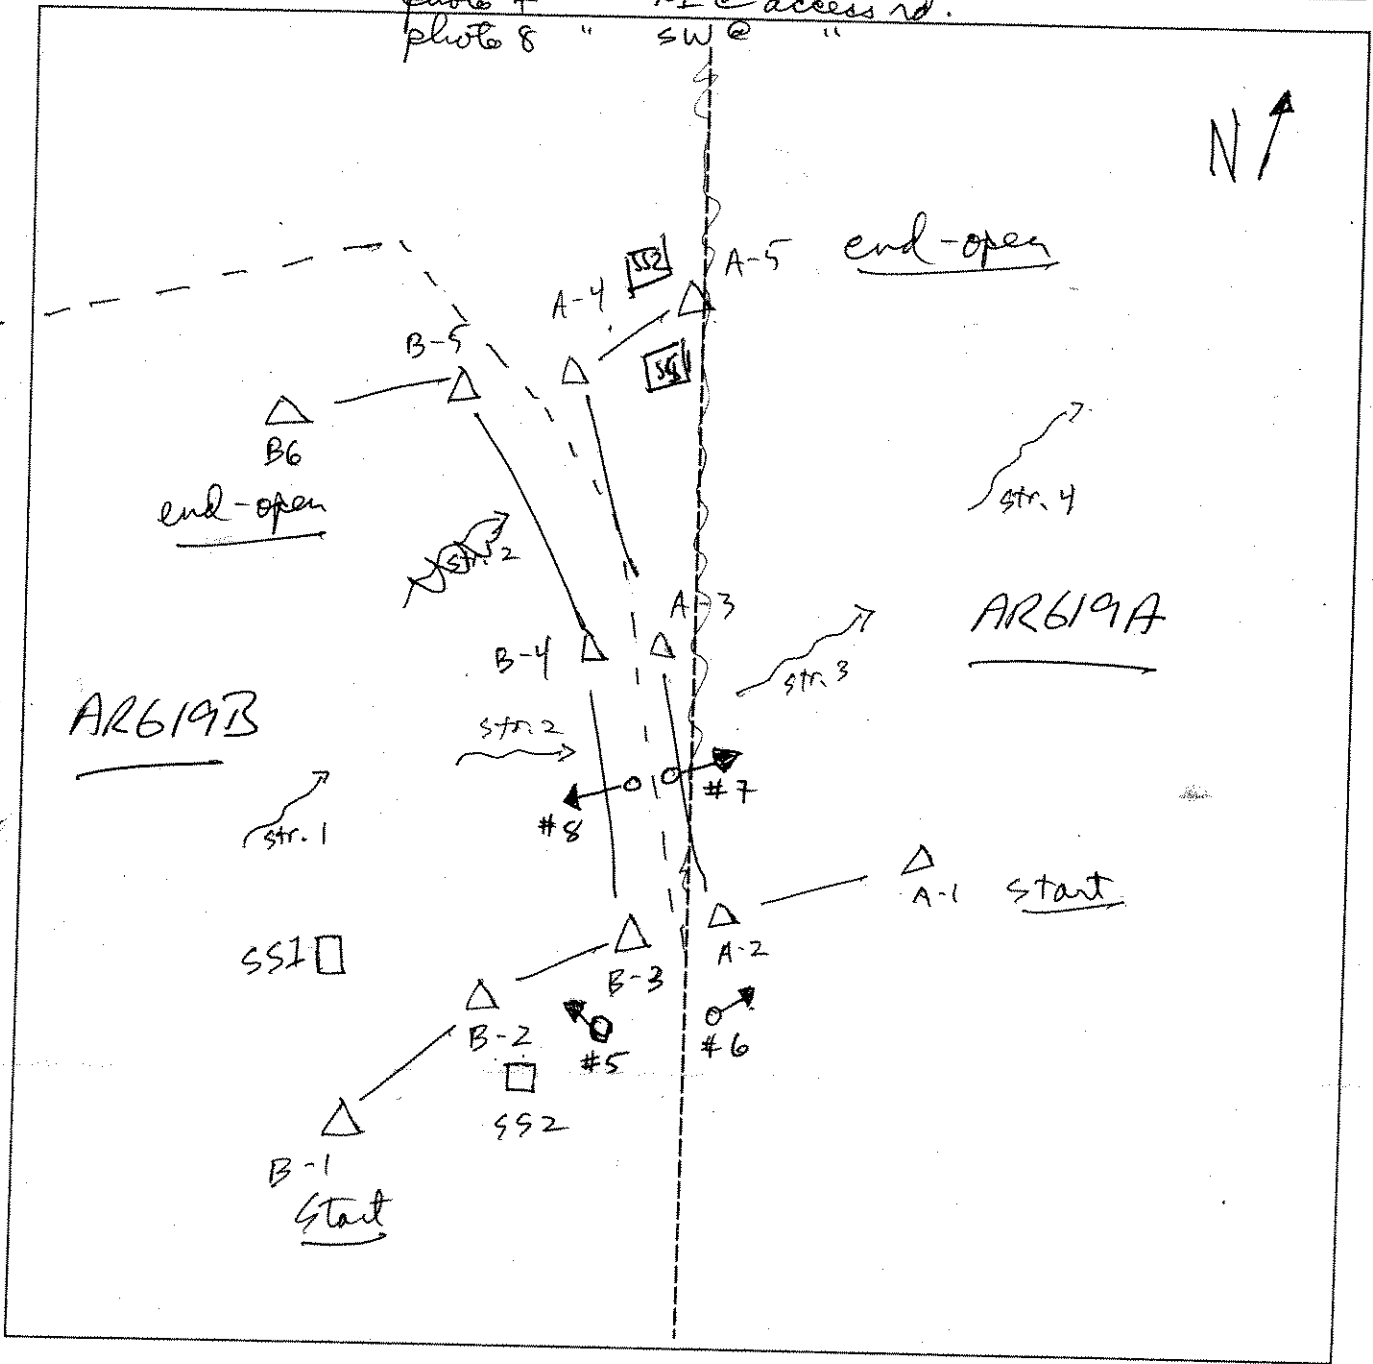 access rd.
photo 8 " SW @ "
N
SS2
A-5 end-open
A-4
B-5
B6
end-open
str. 4
str. 2
A-3
AR619A
B-4
str. 3
AR619B
str. 2
#7
#8
str. 1
A-1 start
A-2
SS1
B-3
B-2
#6
#5
SS2
B-1
Start